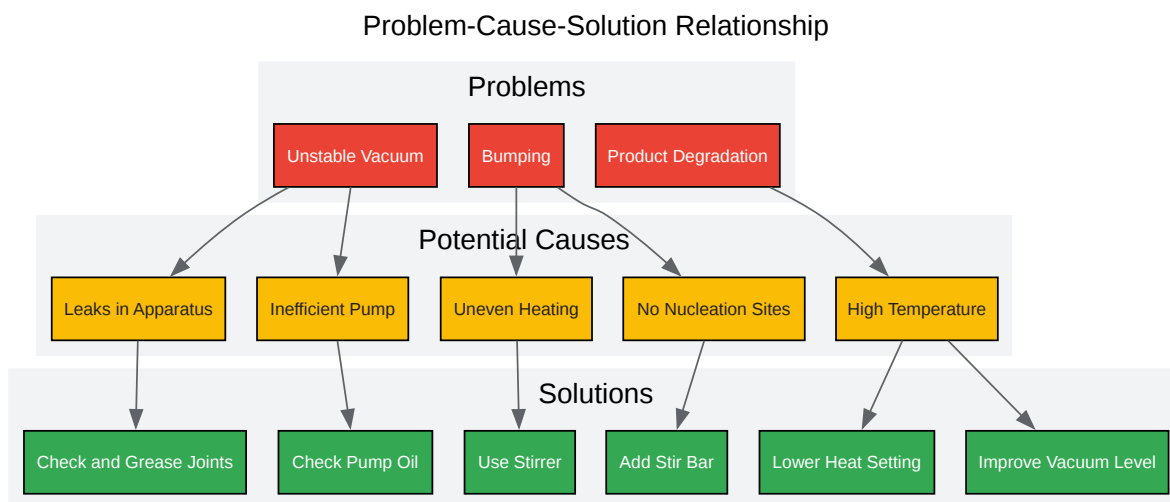 Problem-Cause-Solution Relationship
Problems
Unstable Vacuum
Bumping
Product Degradation
Potential Causes
Leaks in Apparatus
Inefficient Pump
Uneven Heating
No Nucleation Sites
High Temperature
Solutions
Check and Grease Joints
Check Pump Oil
Use Stirrer
Add Stir Bar
Lower Heat Setting
Improve Vacuum Level